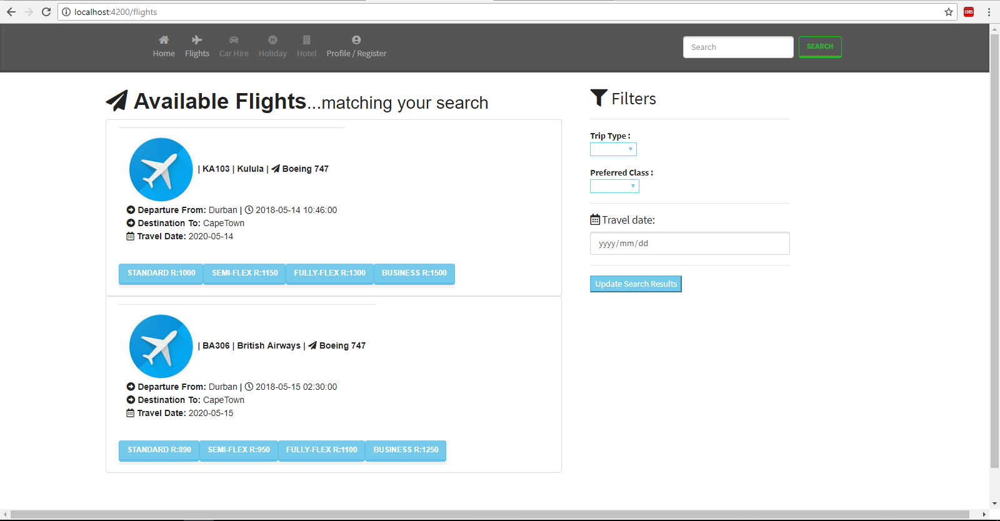 localhost:4200/flights
CORS
Home Flights Car Hire Holiday Hotel Profile / Register
H
Search SEARCH
Available Flights...matching your search
| KA103 | Kulula | Boeing 747
Departure From: Durban | 2018-05-14 10:46:00
Destination To: CapeTown
Travel Date: 2020-05-14
STANDARD R:1000 SEMI-FLEX R:1150 FULLY-FLEX R:1300 BUSINESS R:1500
| BA306 | British Airways | Boeing 747
Departure From: Durban | 2018-05-15 02:30:00
Destination To: CapeTown
Travel Date: 2020-05-15
STANDARD R:890 SEMI-FLEX R:950 FULLY-FLEX R:1100 BUSINESS R:1250
Filters
Trip Type :
Preferred Class :
Travel date:
yyyy/mm/dd
Update Search Results